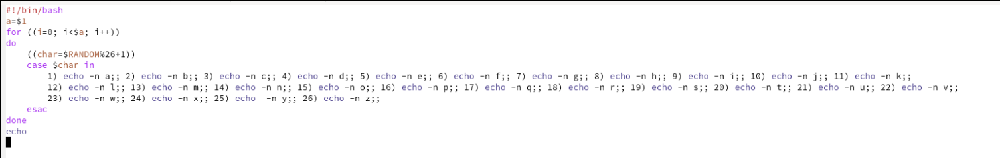 #!/bin/bash
a=$1
for ((i=0; i<$a; i++))
do
    ((char=$RANDOM%26+1))
    case $char in
        1) echo -n a;; 2) echo -n b;; 3) echo -n c;; 4) echo -n d;; 5) echo -n e;; 6) echo -n f;; 7) echo -n g;; 8) echo -n h;; 9) echo -n i;; 10) echo -n j;; 11) echo -n k;;
        12) echo -n l;; 13) echo -n m;; 14) echo -n n;; 15) echo -n o;; 16) echo -n p;; 17) echo -n q;; 18) echo -n r;; 19) echo -n s;; 20) echo -n t;; 21) echo -n u;; 22) echo -n v;;
        23) echo -n w;; 24) echo -n x;; 25) echo  -n y;; 26) echo -n z;;
    esac
done
echo